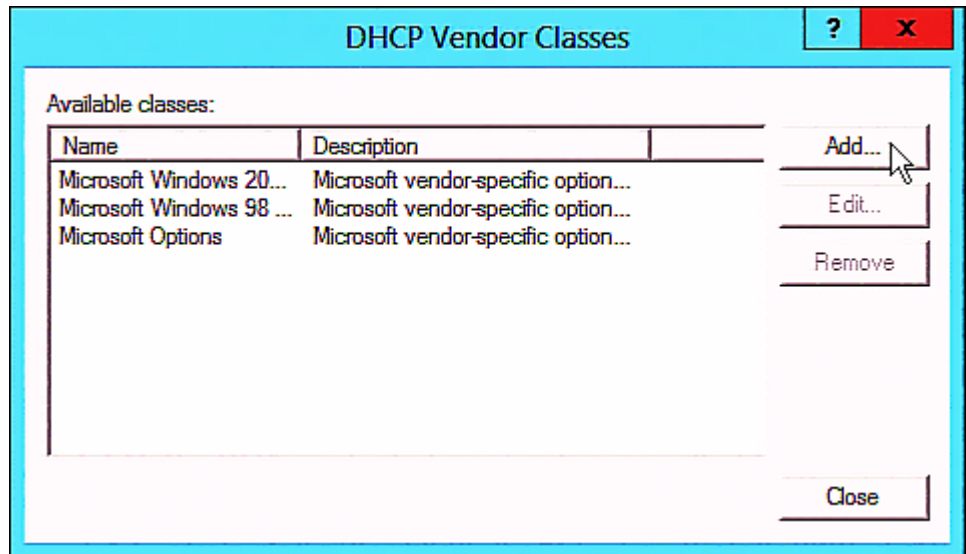 DHCP Vendor Classes ? x
Available classes:
Name Description
Add...
Microsoft Windows 20... Microsoft vendor-specific option...
Microsoft Windows 98 ... Microsoft vendor-specific option...
Edit...
Microsoft Options Microsoft vendor-specific option...
Remove
Close